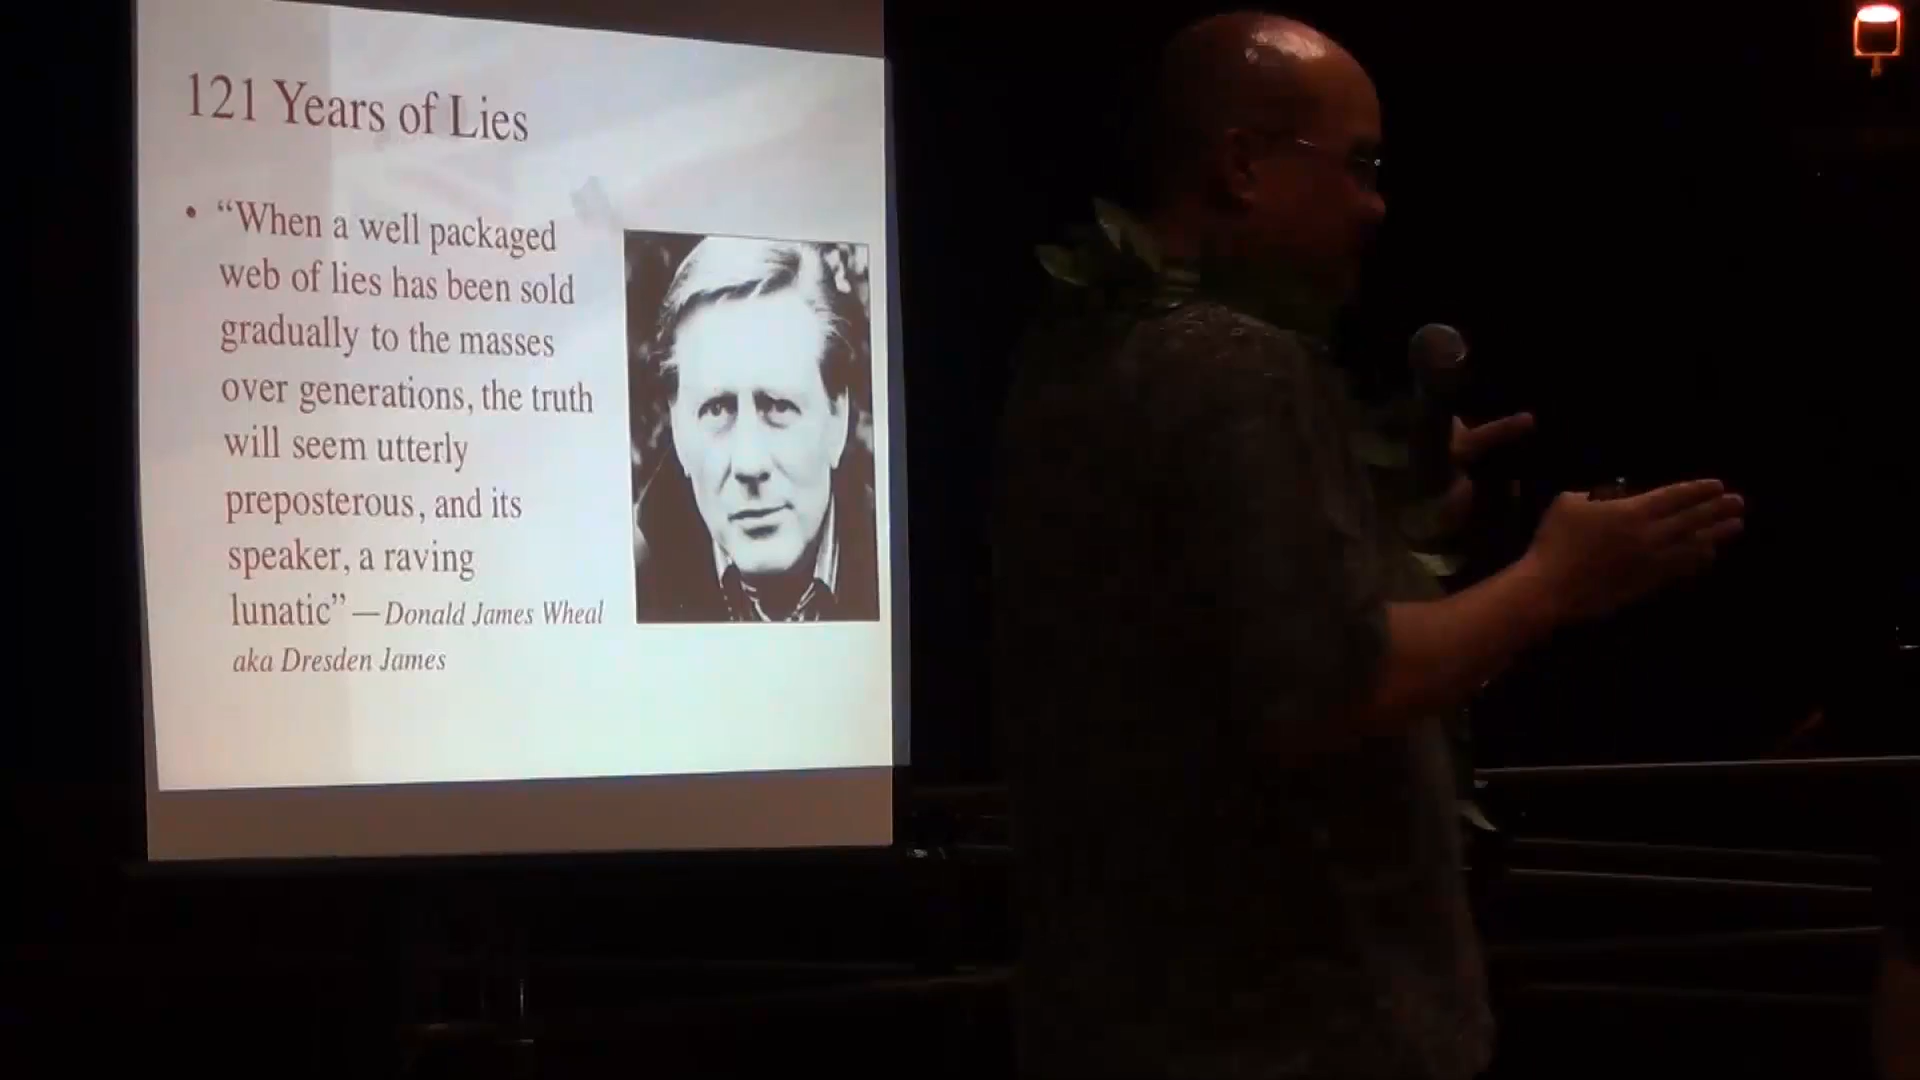 121 Years of Lies
• “When a well packaged
web of lies has been sold
gradually to the masses
over generations, the truth
will seem utterly
preposterous, and its
speaker, a raving
lunatic” —Donald James Wheal
aka Dresden James